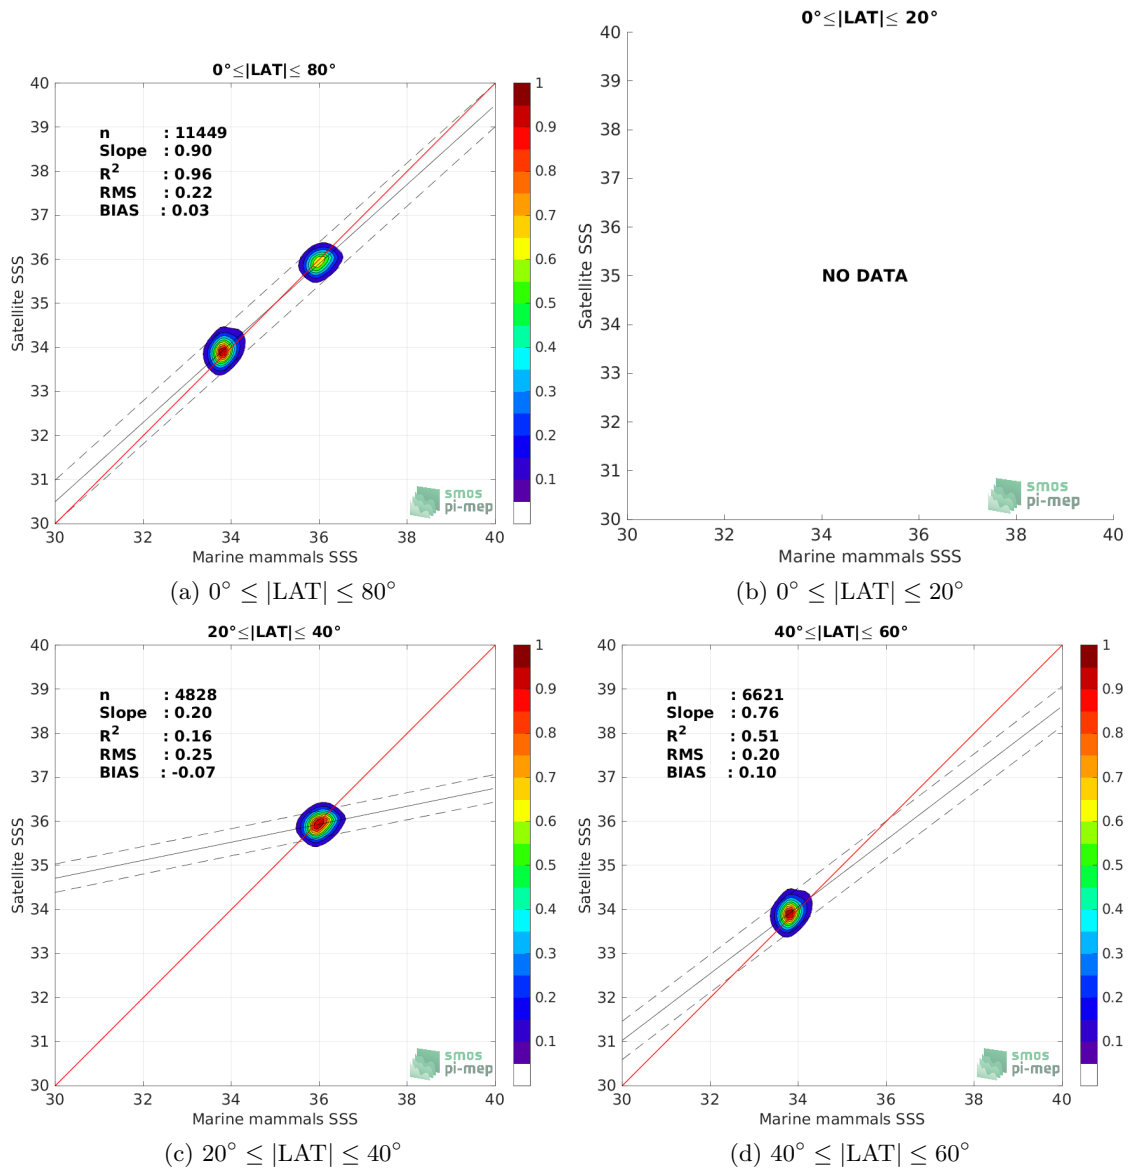 0°≤|LAT|≤ 80°
40
39
38
37
36
35
34
33
32
31
30
30
32
34
36
38
40
n : 11449
Slope : 0.90
R² : 0.96
RMS : 0.22
BIAS : 0.03
Satellite SSS
Marine mammals SSS
smos
pi-mep
1
0.9
0.8
0.7
0.6
0.5
0.4
0.3
0.2
0.1
(a) 0° ≤ |LAT| ≤ 80°
0°≤|LAT|≤ 20°
40
39
38
37
36
35
34
33
32
31
30
30
32
34
36
38
40
NO DATA
Satellite SSS
Marine mammals SSS
smos
pi-mep
(b) 0° ≤ |LAT| ≤ 20°
20°≤|LAT|≤ 40°
40
39
38
37
36
35
34
33
32
31
30
30
32
34
36
38
40
n : 4828
Slope : 0.20
R² : 0.16
RMS : 0.25
BIAS : -0.07
Satellite SSS
Marine mammals SSS
smos
pi-mep
1
0.9
0.8
0.7
0.6
0.5
0.4
0.3
0.2
0.1
(c) 20° ≤ |LAT| ≤ 40°
40°≤|LAT|≤ 60°
40
39
38
37
36
35
34
33
32
31
30
30
32
34
36
38
40
n : 6621
Slope : 0.76
R² : 0.51
RMS : 0.20
BIAS : 0.10
Satellite SSS
Marine mammals SSS
smos
pi-mep
1
0.9
0.8
0.7
0.6
0.5
0.4
0.3
0.2
0.1
(d) 40° ≤ |LAT| ≤ 60°